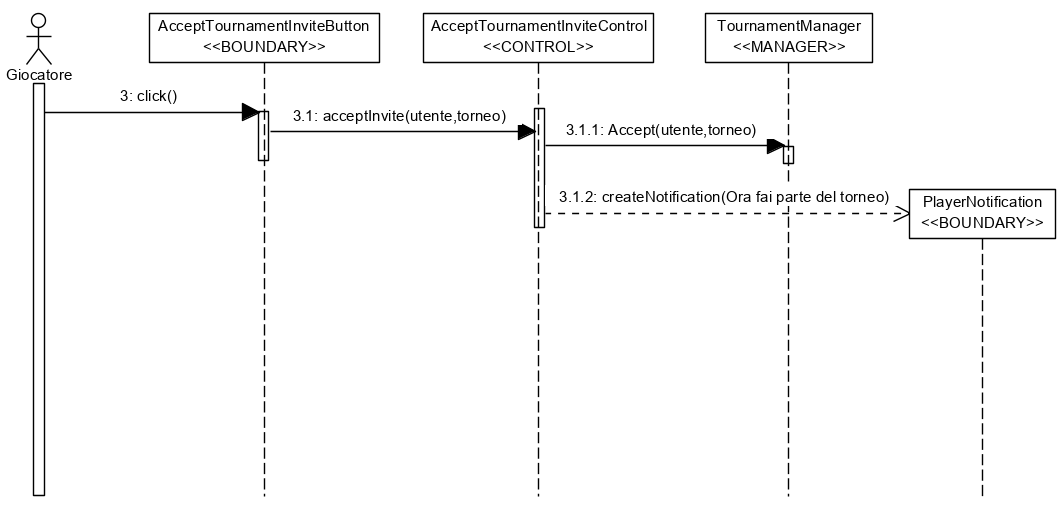 AcceptTournamentInviteButton
<<BOUNDARY>>
AcceptTournamentInviteControl
<<CONTROL>>
TournamentManager
<<MANAGER>>
Giocatore
3: click()
3.1: acceptInvite(utente,torneo)
3.1.1: Accept(utente,torneo)
3.1.2: createNotification(Ora fai parte del torneo)
PlayerNotification
<<BOUNDARY>>